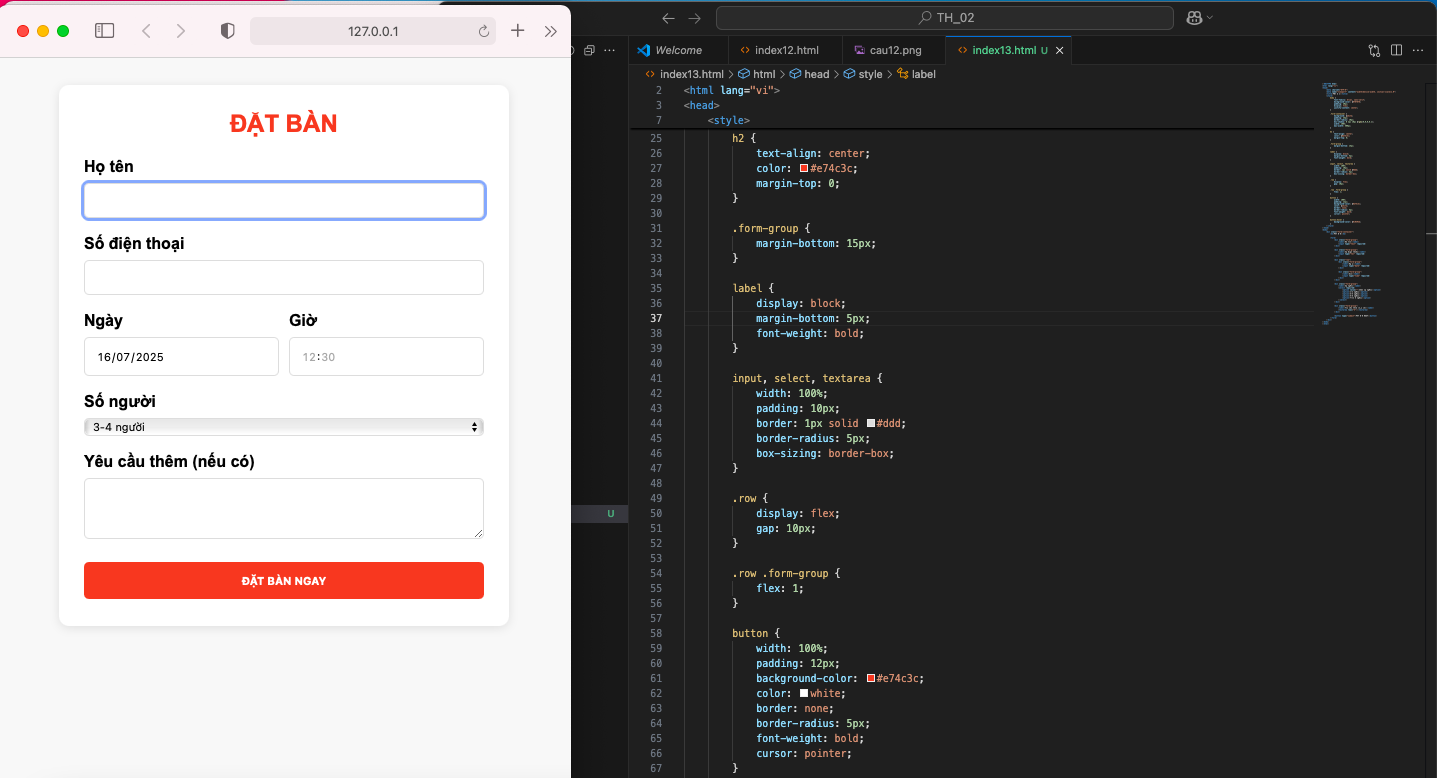 127.0.0.1
ĐẶT BÀN
Họ tên
Số điện thoại
Ngày Giờ
16/07/2025 12:30
Số người
3-4 người
Yêu cầu thêm (nếu có)
ĐẶT BÀN NGAY
TH_02
Welcome index12.html cau12.png index13.html U
index13.html > html > head > style > label
2 <html lang="vi">
3 <head>
7 <style>
25 h2 {
26 text-align: center;
27 color: #e74c3c;
28 margin-top: 0;
29 }
30
31 .form-group {
32 margin-bottom: 15px;
33 }
34
35 label {
36 display: block;
37 margin-bottom: 5px;
38 font-weight: bold;
39 }
40
41 input, select, textarea {
42 width: 100%;
43 padding: 10px;
44 border: 1px solid #ddd;
45 border-radius: 5px;
46 box-sizing: border-box;
47 }
48
49 .row {
50 display: flex;
51 gap: 10px;
52 }
53
54 .row .form-group {
55 flex: 1;
56 }
57
58 button {
59 width: 100%;
60 padding: 12px;
61 background-color: #e74c3c;
62 color: white;
63 border: none;
64 border-radius: 5px;
65 font-weight: bold;
66 cursor: pointer;
67 }
U